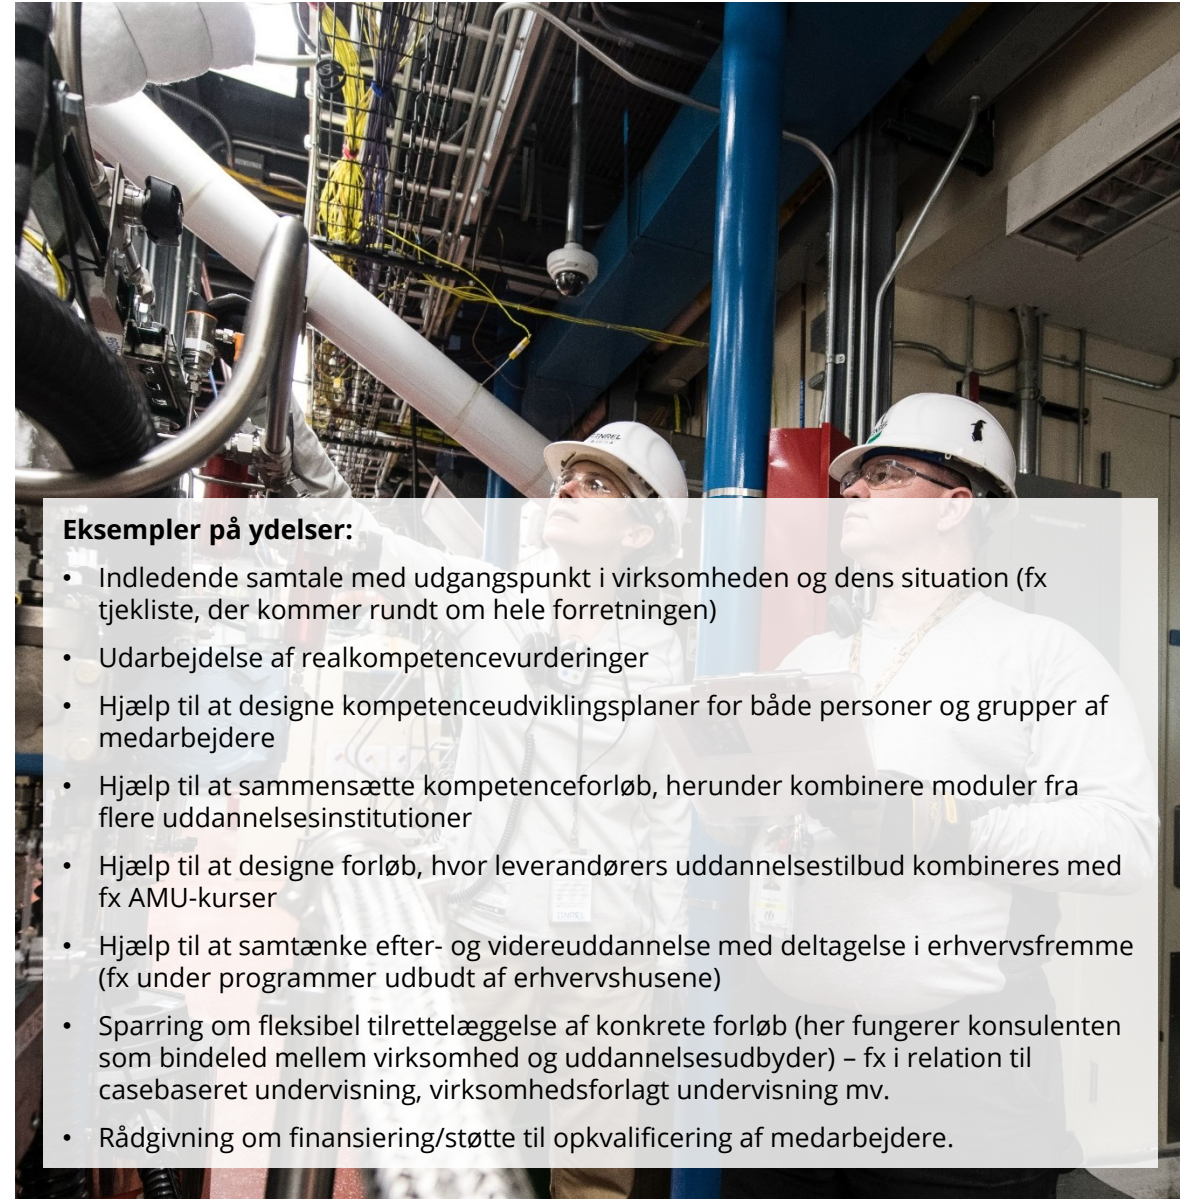 Eksempler på ydelser:
• Indledende samtale med udgangspunkt i virksomheden og dens situation (fx
tjekliste, der kommer rundt om hele forretningen)
• Udarbejdelse af realkompetencevurderinger
• Hjælp til at designe kompetenceudviklingsplaner for både personer og grupper af
medarbejdere
• Hjælp til at sammensætte kompetenceforløb, herunder kombinere moduler fra
flere uddannelsesinstitutioner
• Hjælp til at designe forløb, hvor leverandørers uddannelsestilbud kombineres med
fx AMU-kurser
• Hjælp til at samtænke efter- og videreuddannelse med deltagelse i erhvervsfremme
(fx under programmer udbudt af erhvervshusene)
• Sparring om fleksibel tilrettelæggelse af konkrete forløb (her fungerer konsulenten
som bindeled mellem virksomhed og uddannelsesudbyder) – fx i relation til
casebaseret undervisning, virksomhedsforlagt undervisning mv.
• Rådgivning om finansiering/støtte til opkvalificering af medarbejdere.